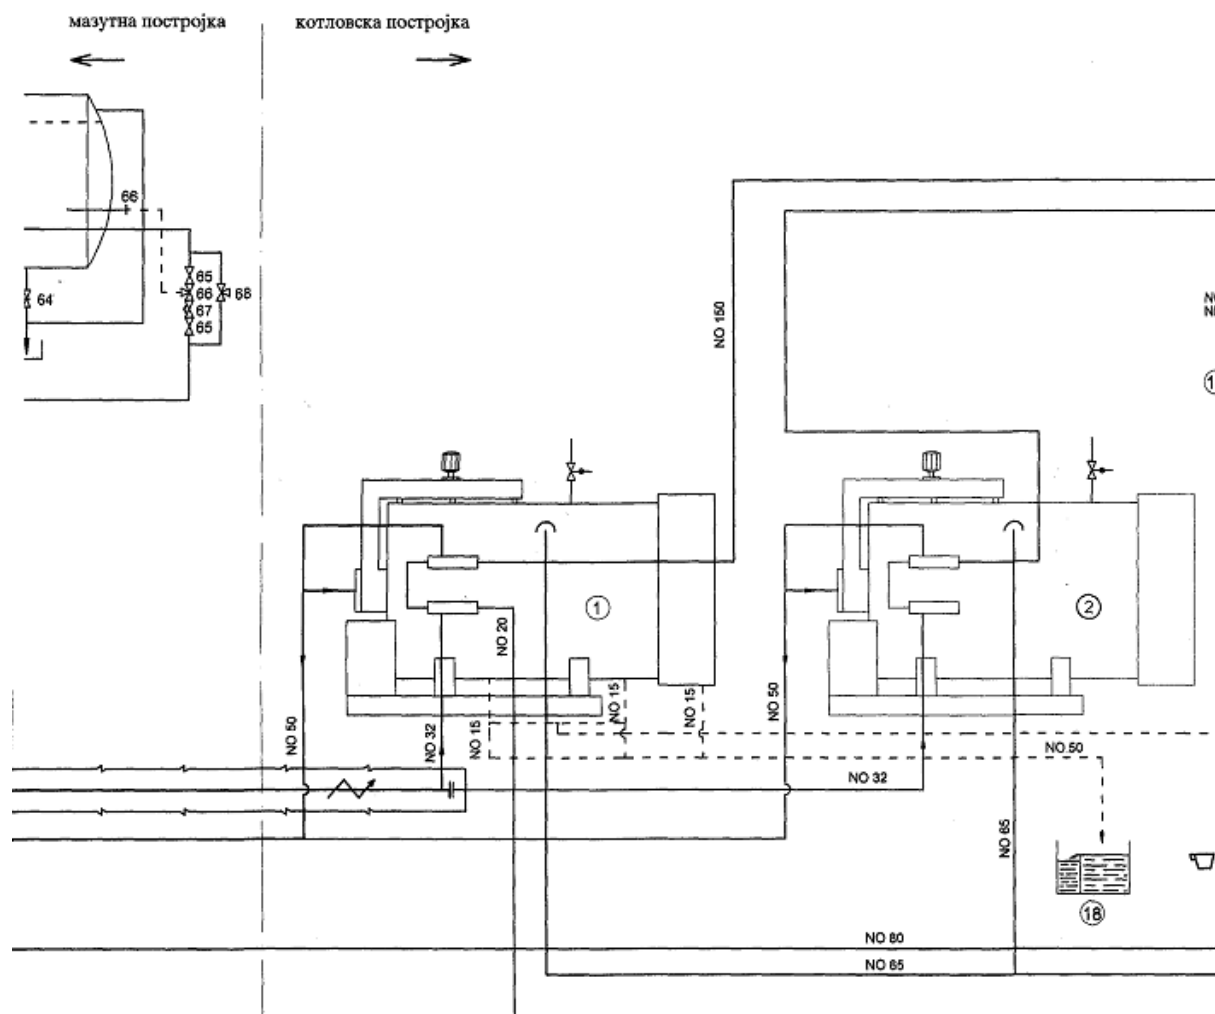 мазутна постројка
котловска постројка
66
65
66
67
65
68
64
NO 150
1
2
NO 20
NO 15
NO 15
NO 15
NO 50
NO 32
NO 50
NO.50
NO 32
NO 65
18
NO 80
NO 65